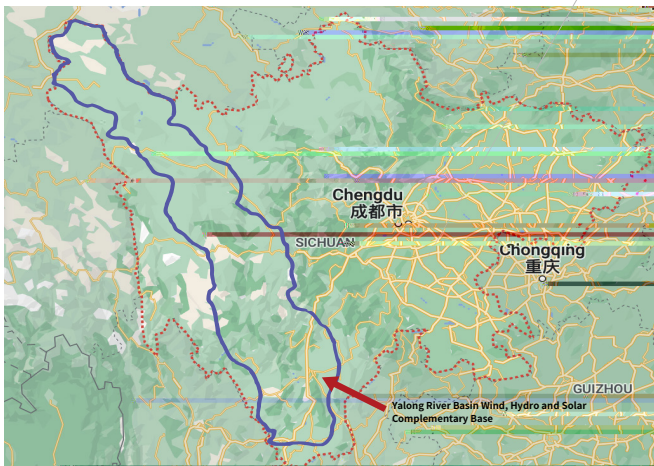 Chengdu
成都市
SICHUAN
Chongqing
重庆
GUIZHOU
Yalong River Basin Wind, Hydro and Solar
Complementary Base